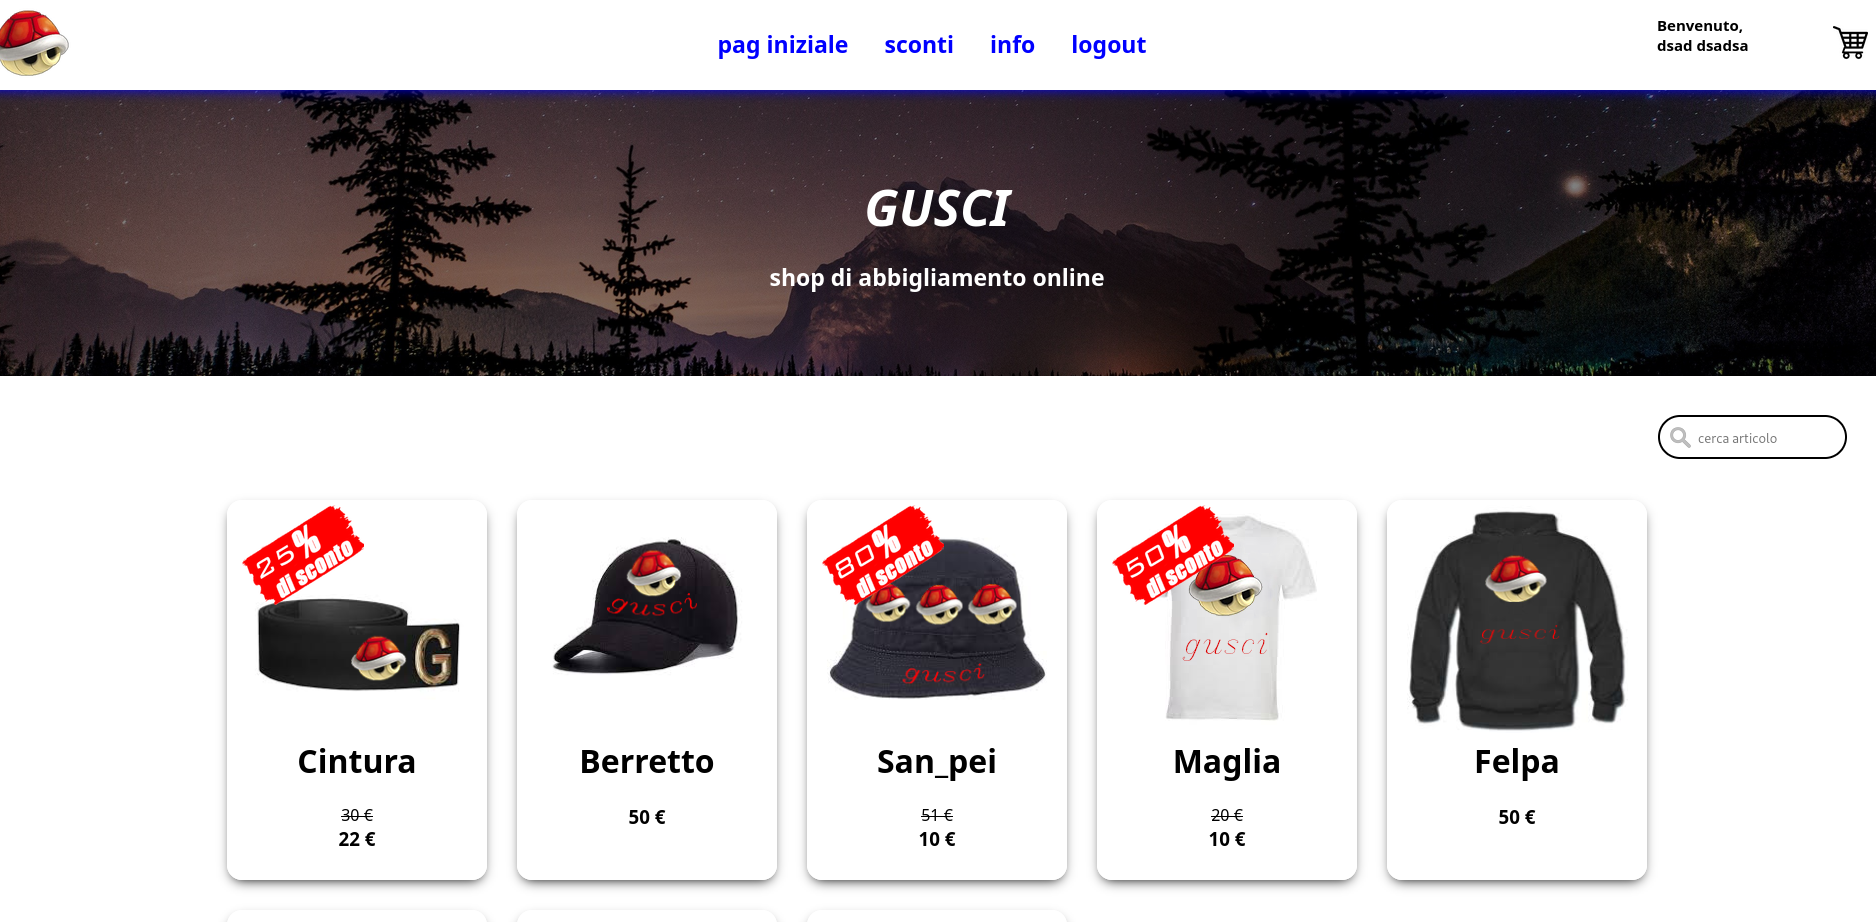 pag iniziale sconti info logout
Benvenuto,
dsad dsadsa
GUSCI
shop di abbigliamento online
cerca articolo
25%
di sconto
G
Cintura
30 €
22 €
gusci
Berretto
50 €
80%
di sconto
gusci
San_pei
51 €
10 €
50%
di sconto
gusci
Maglia
20 €
10 €
gusci
Felpa
50 €